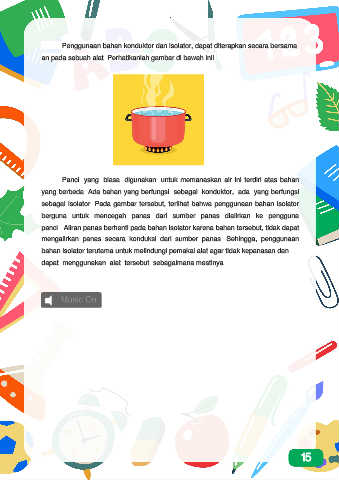 Penggunaan bahan konduktor dan isolator, dapat diterapkan secara bersama
an pada sebuah alat Perhatikanlah gambar di bawah ini!
Panci yang biasa digunakan untuk memanaskan air ini terdiri atas bahan
yang berbeda Ada bahan yang berfungsi sebagai konduktor, ada yang berfungsi
sebagai isolator Pada gambar tersebut, terlihat bahwa penggunaan bahan isolator
berguna untuk mencegah panas dari sumber panas dialirkan ke pengguna
panci Aliran panas berhenti pada bahan isolator karena bahan tersebut, tidak dapat
mengalirkan panas secara konduksi dari sumber panas Sehingga, penggunaan
bahan isolator terutama untuk melindungi pemakai alat agar tidak kepanasan dan
dapat menggunakan alat tersebut sebagaimana mestinya
Music On
15